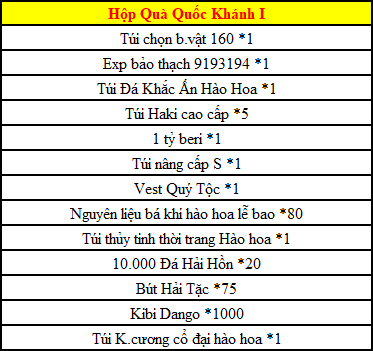 Hộp Quà Quốc Khánh I
Túi chọn b.vật 160 *1
Exp bảo thạch 9193194 *1
Túi Đá Khắc Ấn Hào Hoa *1
Túi Haki cao cấp *5
1 tỷ beri *1
Túi nâng cấp S *1
Vest Quý Tộc *1
Nguyên liệu bá khi hào hoa lễ bao *80
Túi thủy tinh thời trang Hào hoa *1
10.000 Đá Hải Hồn *20
Bút Hải Tặc *75
Kibi Dango *1000
Túi K.cương cổ đại hào hoa *1